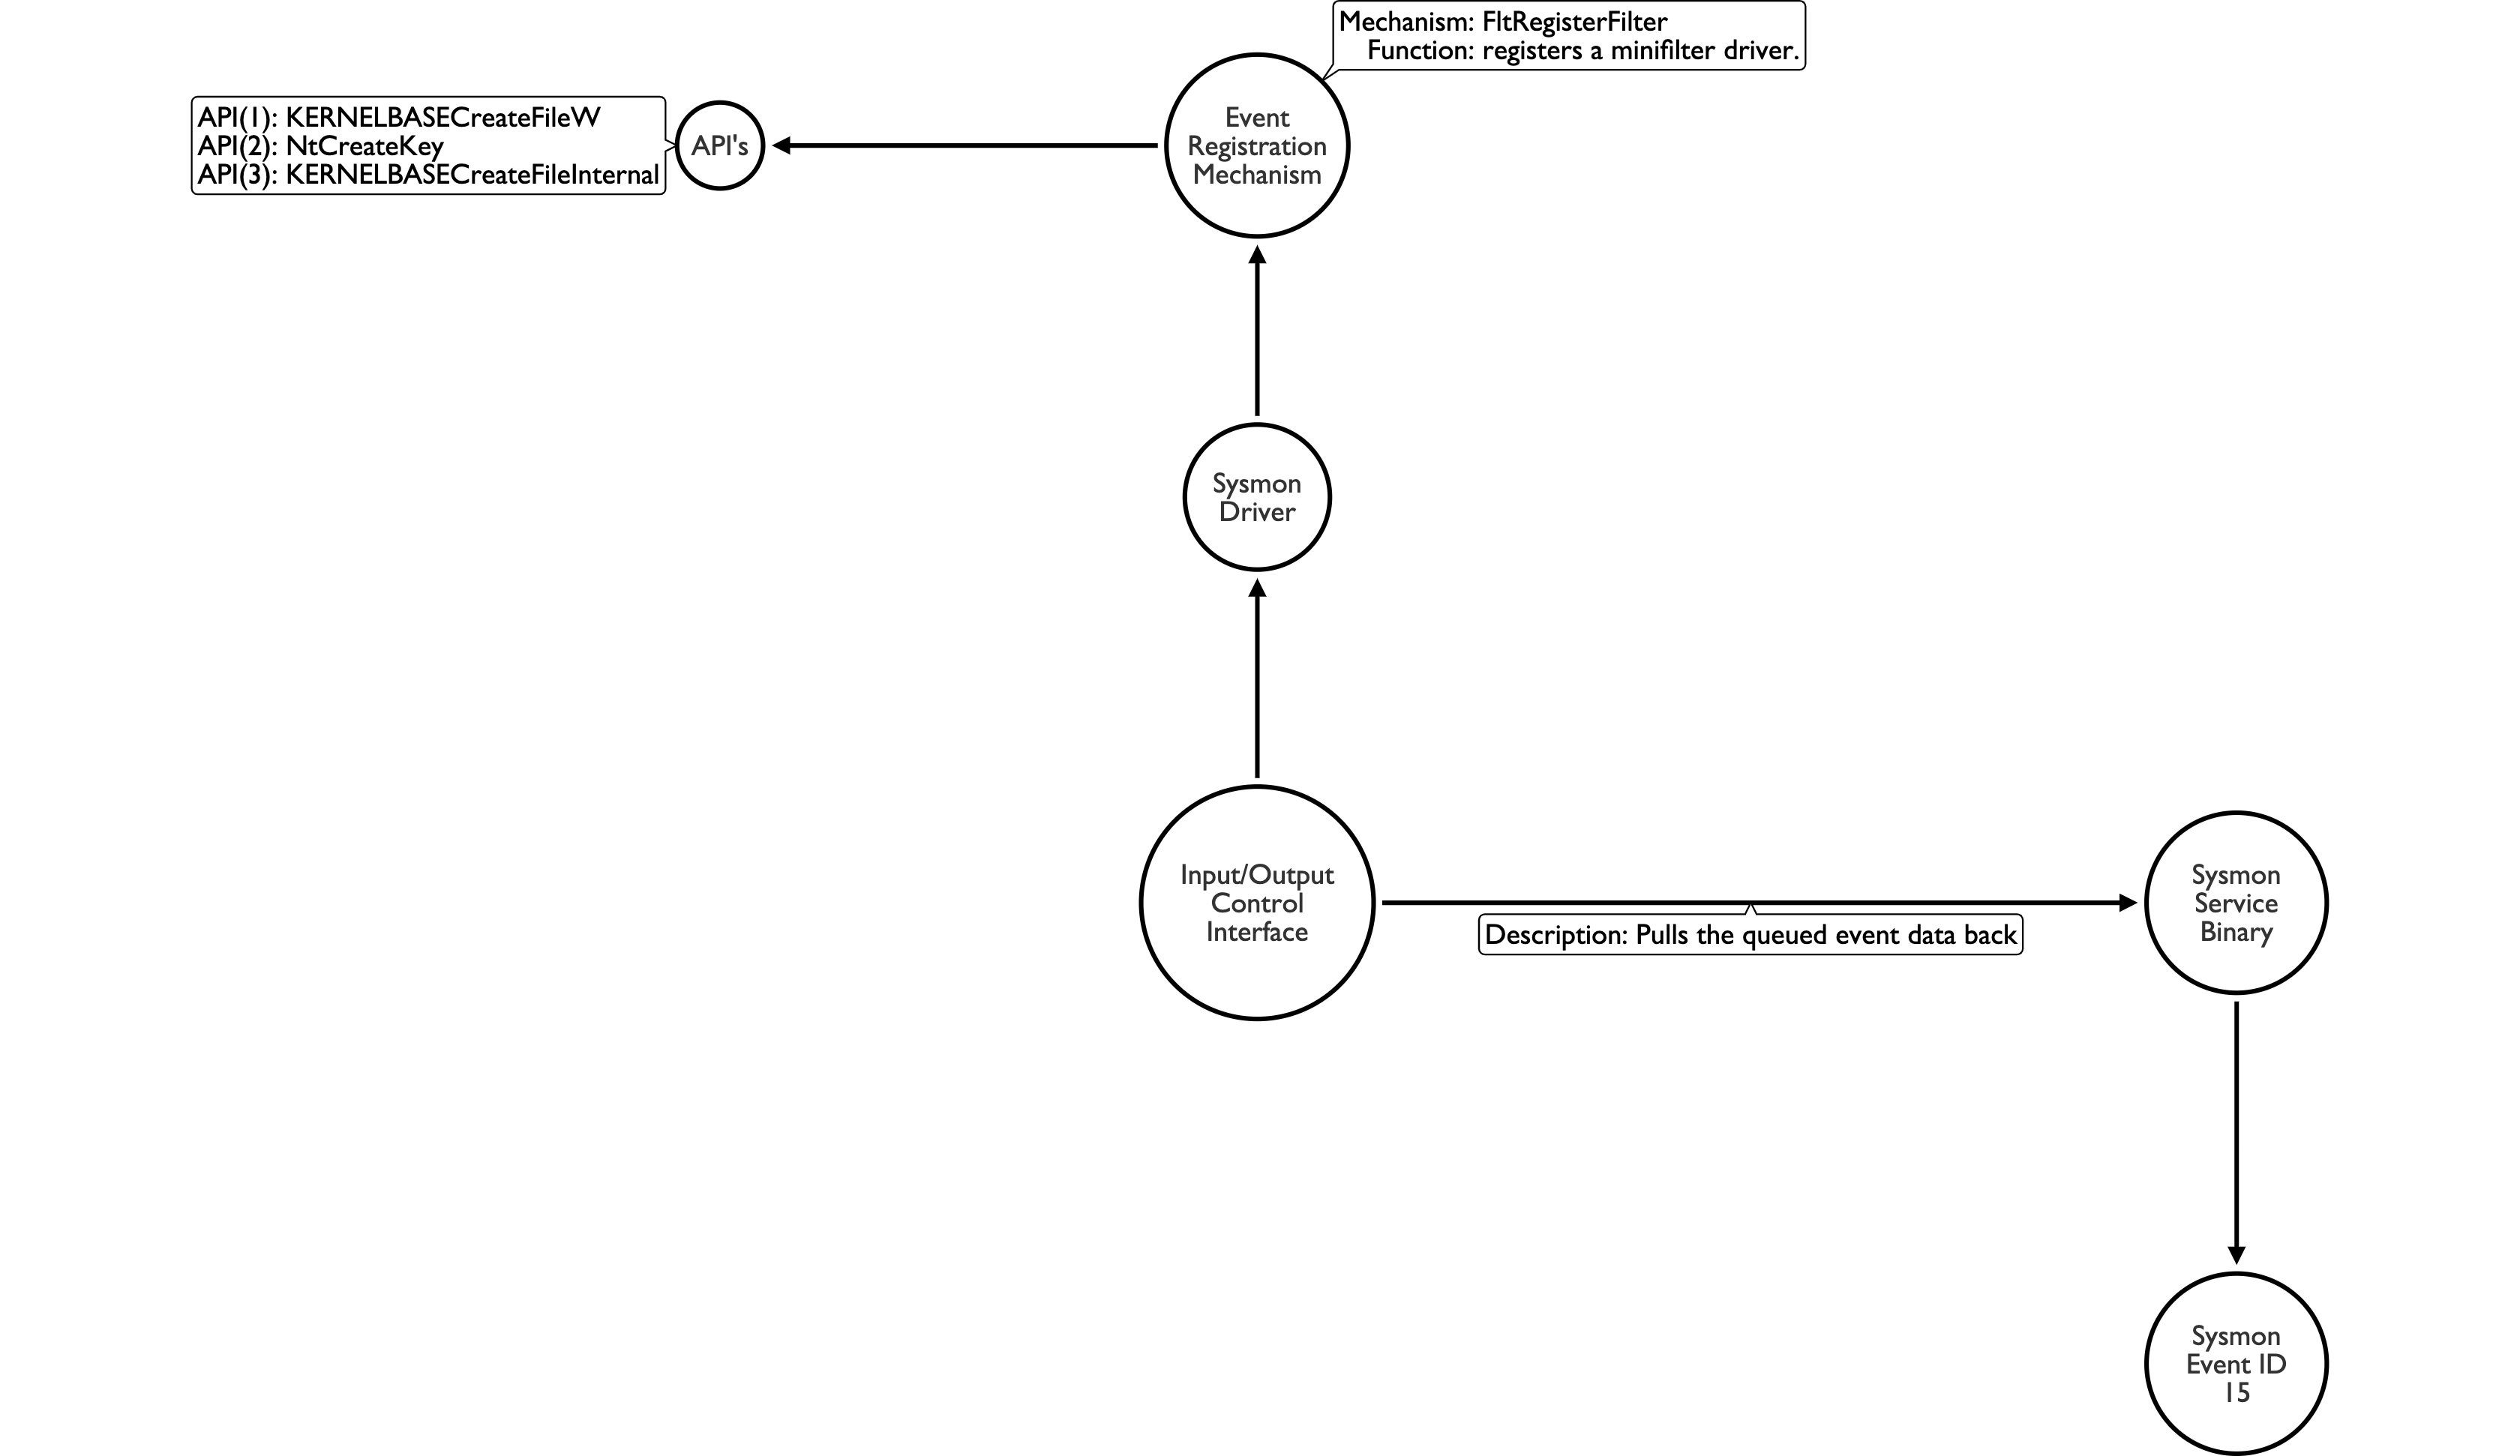 Mechanism: FltRegisterFilter
Function: registers a minifilter driver.
Event
Registration
Mechanism
API(1): KERNELBASECreateFileW
API(2): NtCreateKey
API(3): KERNELBASECreateFileInternal
API's
Sysmon
Driver
Input/Output
Control
Interface
Description: Pulls the queued event data back
Sysmon
Service
Binary
Sysmon
Event ID
15